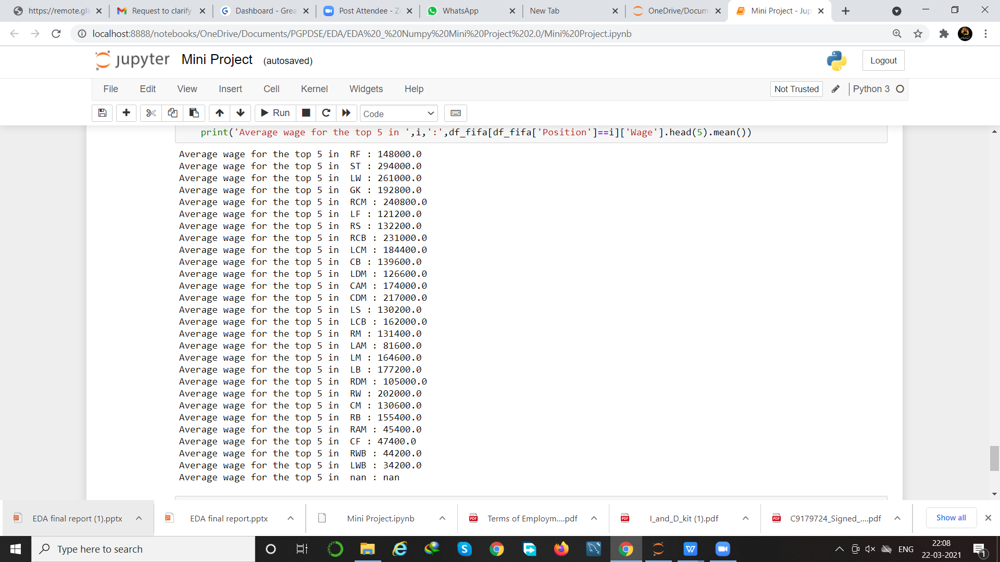 https://remote.gli
Request to clarify
Dashboard - Grea
Post Attendee - Z
WhatsApp
New Tab
OneDrive/Docum
Mini Project - Jup
localhost:8888/notebooks/OneDrive/Documents/PGPDSE/EDA/EDA%20_%20Numpy%20Mini%20Project%202.0/Mini%20Project.ipynb
jupyter Mini Project (autosaved)
Logout
File Edit View Insert Cell Kernel Widgets Help
Not Trusted Python 3
Run Code
print('Average wage for the top 5 in ',i,':',df_fifa[df_fifa['Position']==i]['Wage'].head(5).mean())
Average wage for the top 5 in  RF : 148000.0
Average wage for the top 5 in  ST : 294000.0
Average wage for the top 5 in  LW : 261000.0
Average wage for the top 5 in  GK : 192800.0
Average wage for the top 5 in  RCM : 240800.0
Average wage for the top 5 in  LF : 121200.0
Average wage for the top 5 in  RS : 132200.0
Average wage for the top 5 in  RCB : 231000.0
Average wage for the top 5 in  LCM : 184400.0
Average wage for the top 5 in  CB : 139600.0
Average wage for the top 5 in  LDM : 126600.0
Average wage for the top 5 in  CAM : 174000.0
Average wage for the top 5 in  CDM : 217000.0
Average wage for the top 5 in  LS : 130200.0
Average wage for the top 5 in  LCB : 162000.0
Average wage for the top 5 in  RM : 131400.0
Average wage for the top 5 in  LAM : 81600.0
Average wage for the top 5 in  LM : 164600.0
Average wage for the top 5 in  LB : 177200.0
Average wage for the top 5 in  RDM : 105000.0
Average wage for the top 5 in  RW : 202000.0
Average wage for the top 5 in  CM : 130600.0
Average wage for the top 5 in  RB : 155400.0
Average wage for the top 5 in  RAM : 45400.0
Average wage for the top 5 in  CF : 47400.0
Average wage for the top 5 in  RWB : 44200.0
Average wage for the top 5 in  LWB : 34200.0
Average wage for the top 5 in  nan : nan
EDA final report (1).pptx
EDA final report.pptx
Mini Project.ipynb
Terms of Employm....pdf
I_and_D_kit (1).pdf
C9179724_Signed_....pdf
Show all
Type here to search
ENG
22:08
22-03-2021
1